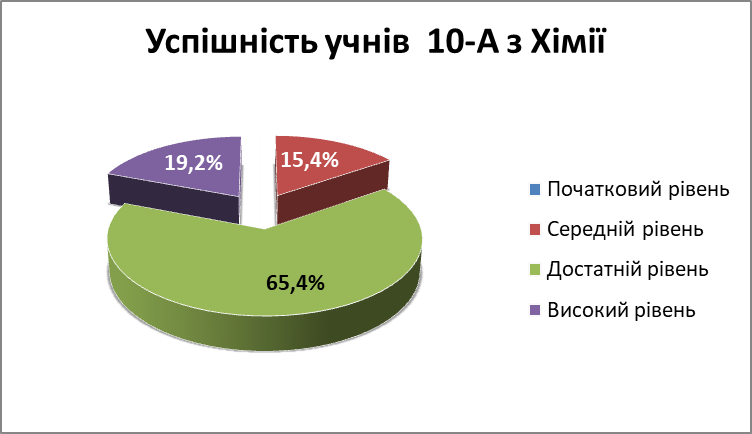 Успішність учнів  10-А з Хімії
19,2%
15,4%
65,4%
Початковий рівень
Середній рівень
Достатній рівень
Високий рівень